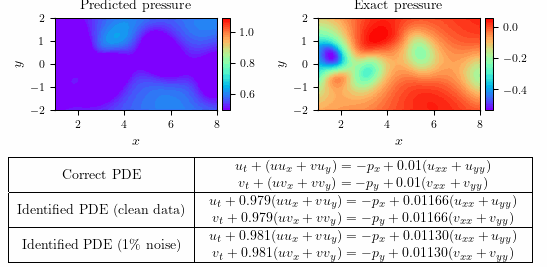 Predicted pressure
Exact pressure
2
1
0
−1
−2
y
2 4 6 8
x
1.0
0.8
0.6
2
1
0
−1
−2
y
2 4 6 8
x
0.0
−0.2
−0.4
Correct PDE
u_t + (uu_x + vu_y) = −p_x + 0.01(u_xx + u_yy)
v_t + (uv_x + vv_y) = −p_y + 0.01(v_xx + v_yy)
Identified PDE (clean data)
u_t + 0.979(uu_x + vu_y) = −p_x + 0.01166(u_xx + u_yy)
v_t + 0.979(uv_x + vv_y) = −p_y + 0.01166(v_xx + v_yy)
Identified PDE (1% noise)
u_t + 0.981(uu_x + vu_y) = −p_x + 0.01130(u_xx + u_yy)
v_t + 0.981(uv_x + vv_y) = −p_y + 0.01130(v_xx + v_yy)